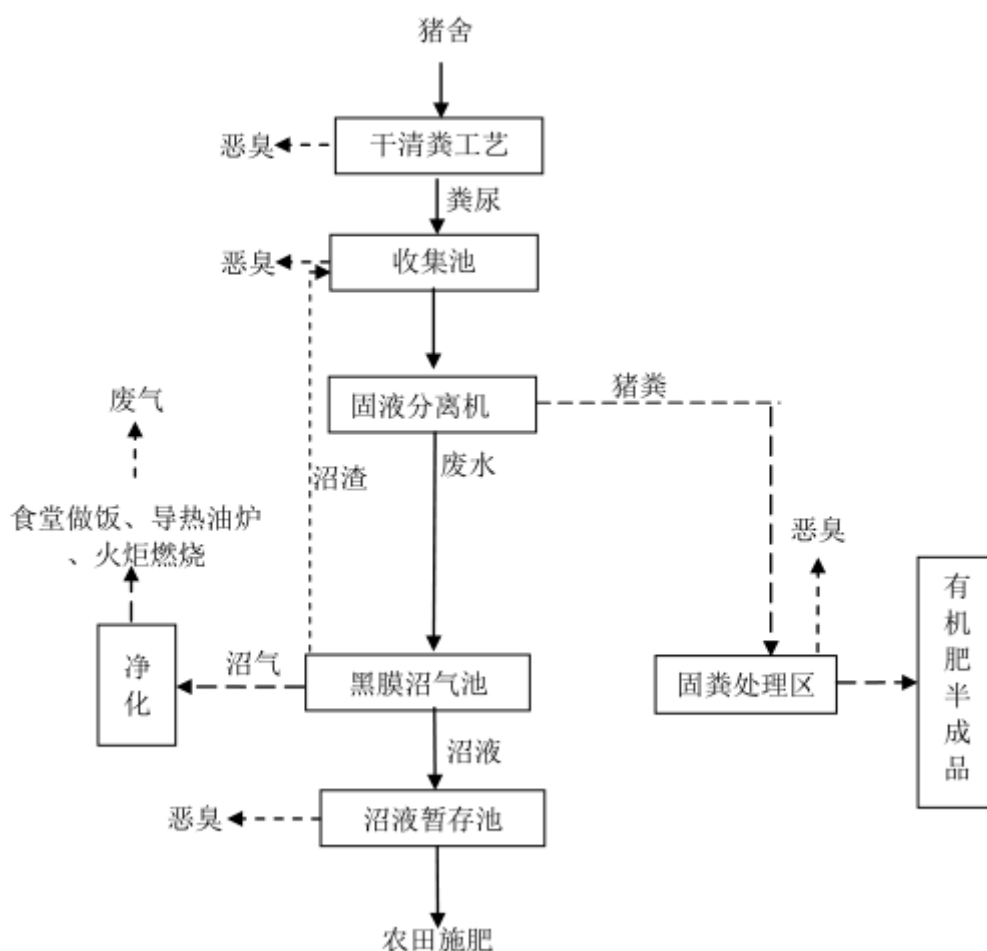 猪舍
恶臭
干清粪工艺
粪尿
恶臭
收集池
固液分离机
猪粪
废气
沼渣
废水
食堂做饭、导热油炉
、火炬燃烧
恶臭
净化
沼气
黑膜沼气池
固粪处理区
有机肥半成品
沼液
恶臭
沼液暂存池
农田施肥